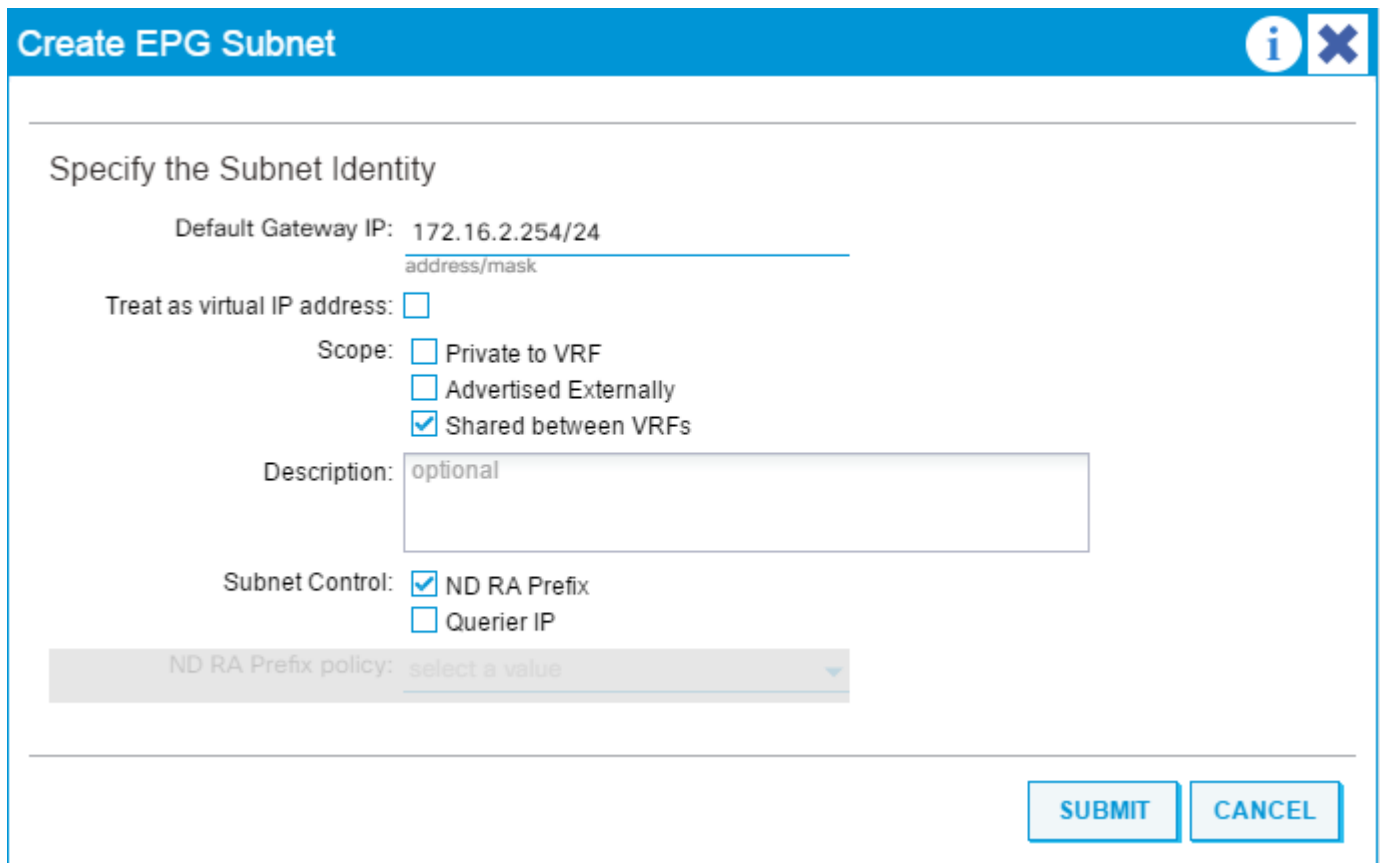 Create EPG Subnet
i
Specify the Subnet Identity
Default Gateway IP: 172.16.2.254/24
address/mask
Treat as virtual IP address:
Scope: Private to VRF
Advertised Externally
Shared between VRFs
Description: optional
Subnet Control: ND RA Prefix
Querier IP
ND RA Prefix policy: select a value
SUBMIT CANCEL